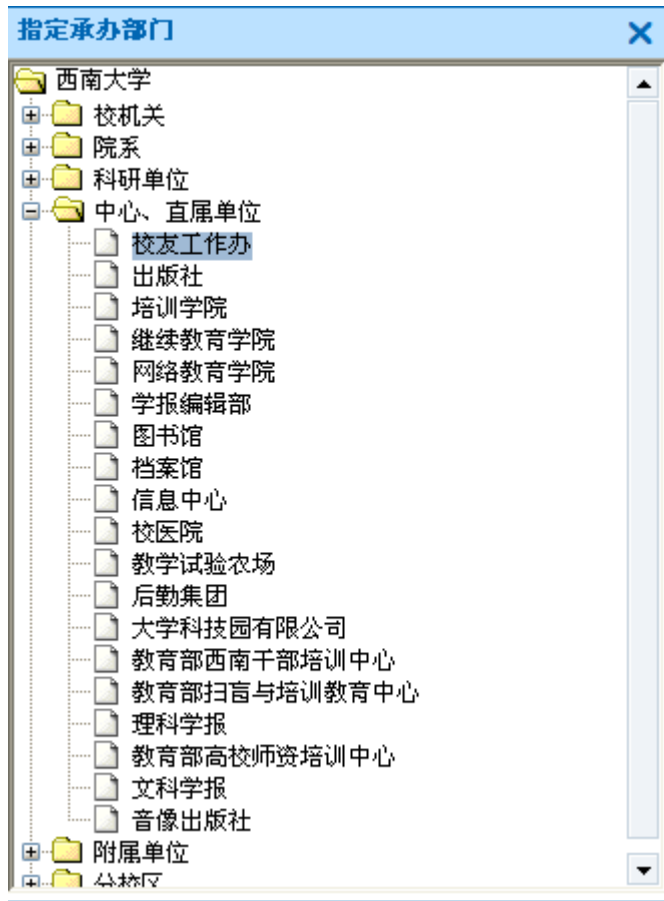 指定承办部门
西南大学
校机关
院系
科研单位
中心、直属单位
校友工作办
出版社
培训学院
继续教育学院
网络教育学院
学报编辑部
图书馆
档案馆
信息中心
校医院
教学试验农场
后勤集团
大学科技园有限公司
教育部西南干部培训中心
教育部扫盲与培训教育中心
理科学报
教育部高校师资培训中心
文科学报
音像出版社
附属单位
分校区